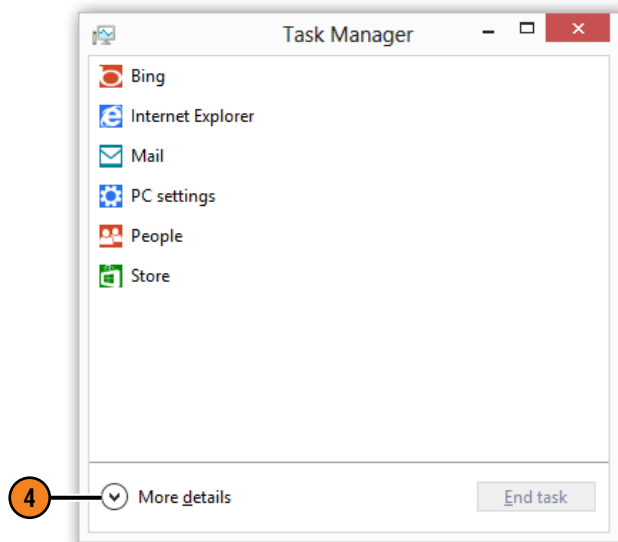 Task Manager
Bing
Internet Explorer
Mail
PC settings
People
Store
4
More details
End task